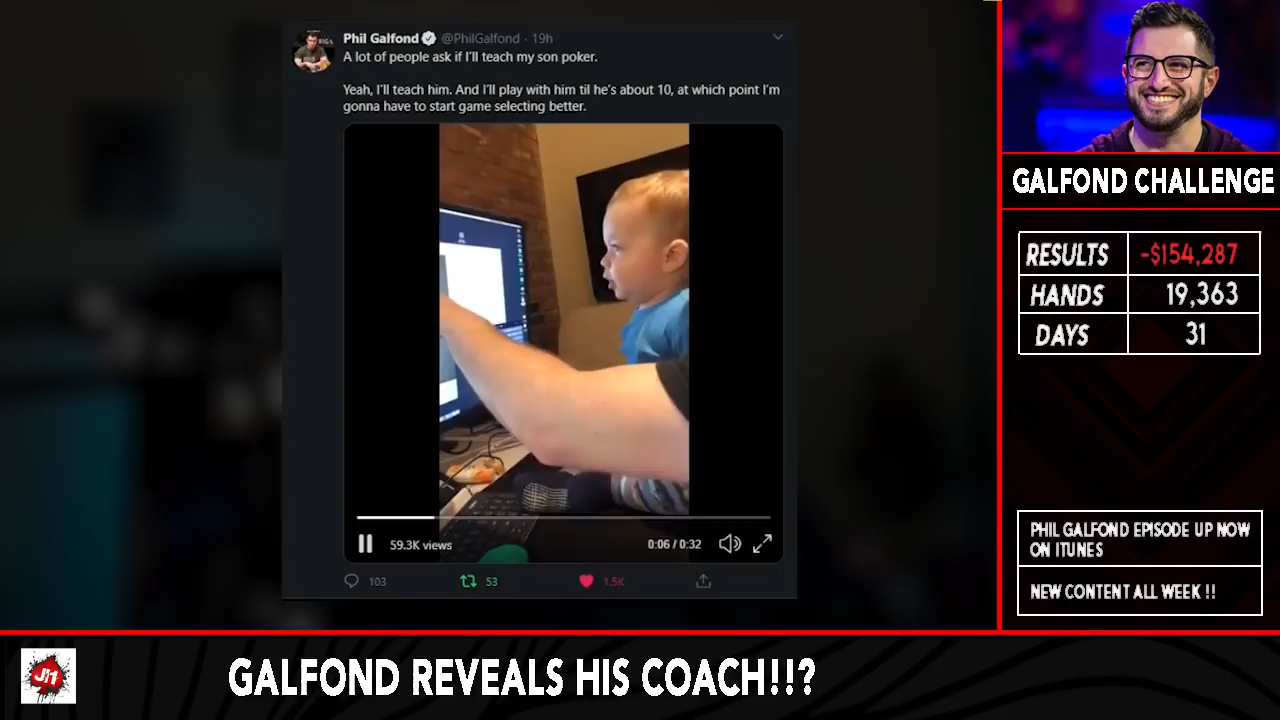 Phil Galfond @PhilGalfond · 19h
A lot of people ask if I'll teach my son poker.
Yeah, I'll teach him. And I'll play with him til he's about 10, at which point I'm
gonna have to start game selecting better.
59.3K views
0:06 / 0:32
103 53 1.5K
GALFOND CHALLENGE
RESULTS -$154,287
HANDS 19,363
DAYS 31
PHIL GALFOND EPISODE UP NOW
ON ITUNES
NEW CONTENT ALL WEEK !!
GALFOND REVEALS HIS COACH!!?